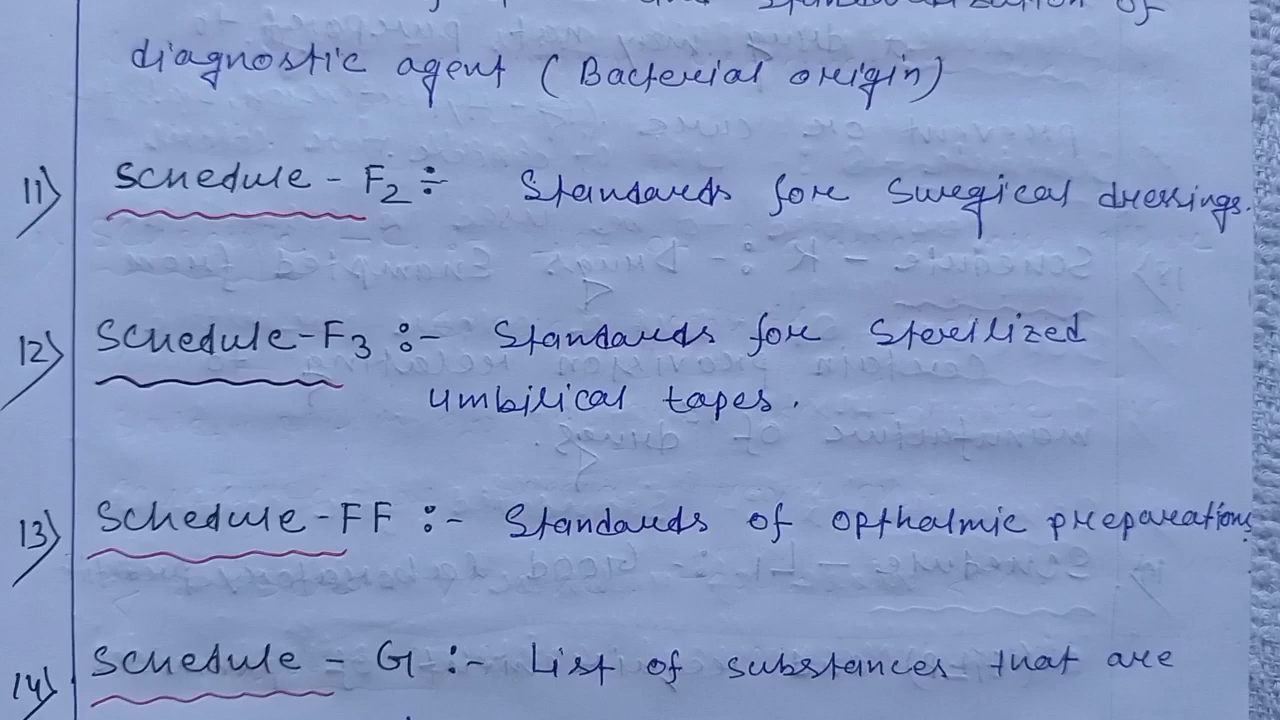 diagnostic agent (Bacterial origin)
11) Schedule - F2 :- Standards for Surgical dressings.
12) Schedule - F3 :- Standards for Sterilized
umbilical tapes.
13) Schedule - FF :- Standards of opthalmic preparations.
14) Schedule - G :- List of substances that are